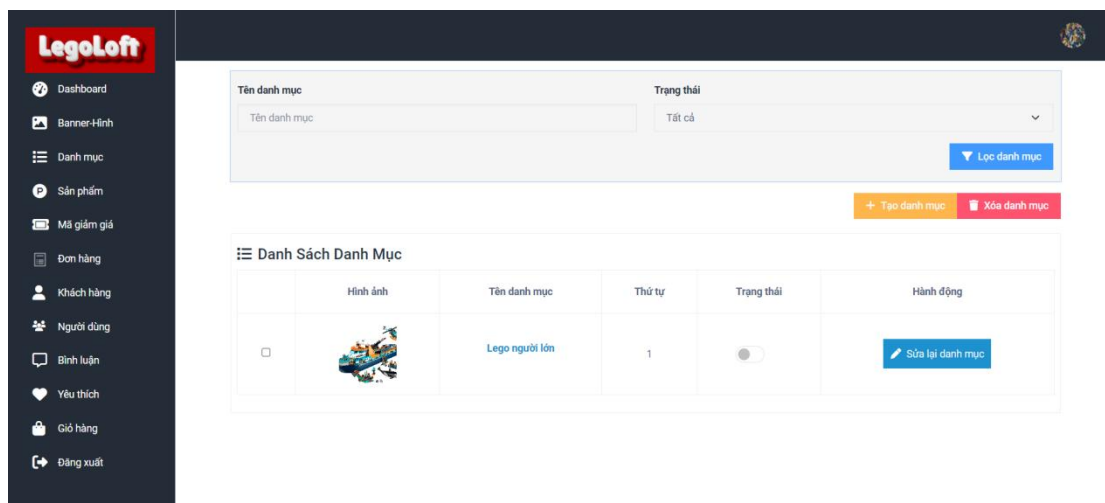 LegoLoft
Dashboard
Banner-Hình
Danh mục
Sản phẩm
Mã giảm giá
Đơn hàng
Khách hàng
Người dùng
Bình luận
Yêu thích
Giỏ hàng
Đăng xuất
Tên danh mục
Trạng thái
Tên danh mục
Tất cả
Lọc danh mục
+ Tạo danh mục
Xóa danh mục
Danh Sách Danh Mục
Hình ảnh
Tên danh mục
Thứ tự
Trạng thái
Hành động
Lego người lớn
1
Sửa lại danh mục